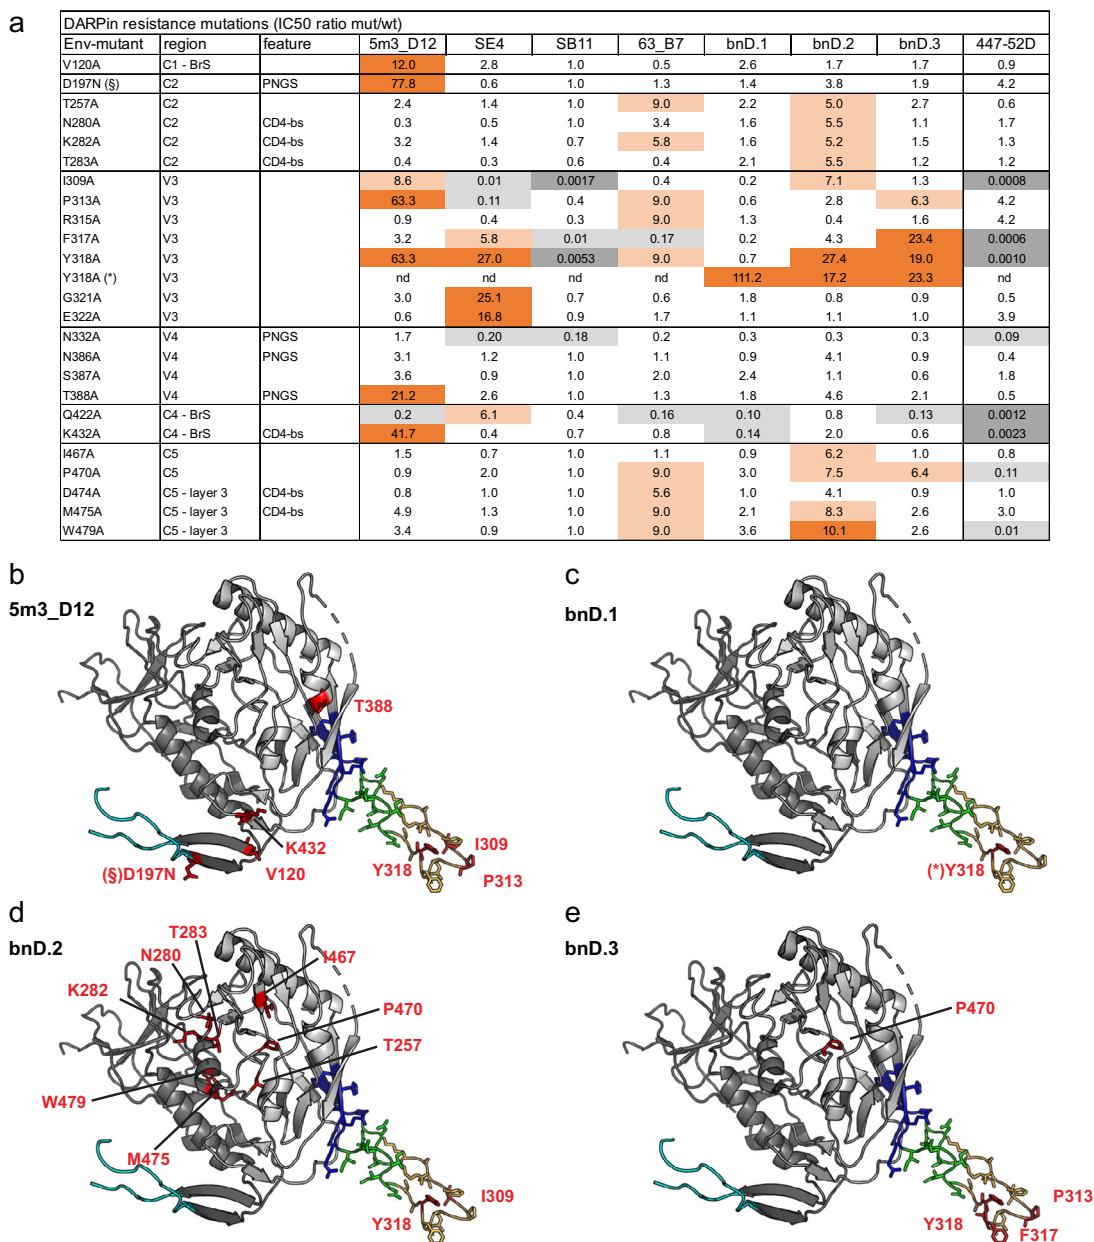 a
DARPin resistance mutations (IC50 ratio mut/wt)
Env-mutant region feature 5m3_D12 SE4 SB11 63_B7 bnD.1 bnD.2 bnD.3 447-52D
V120A C1 - BrS 12.0 2.8 1.0 0.5 2.6 1.7 1.7 0.9
D197N (§) C2 PNGS 77.8 0.6 1.0 1.3 1.4 3.8 1.9 4.2
T257A C2 2.4 1.4 1.0 9.0 2.2 5.0 2.7 0.6
N280A C2 CD4-bs 0.3 0.5 1.0 3.4 1.6 5.5 1.1 1.7
K282A C2 CD4-bs 3.2 1.4 0.7 5.8 1.6 5.2 1.5 1.3
T283A C2 CD4-bs 0.4 0.3 0.6 0.4 2.1 5.5 1.2 1.2
I309A V3 8.6 0.01 0.0017 0.4 0.2 7.1 1.3 0.0008
P313A V3 63.3 0.11 0.4 9.0 0.6 2.8 6.3 4.2
R315A V3 0.9 0.4 0.3 9.0 1.3 0.4 1.6 4.2
F317A V3 3.2 5.8 0.01 0.17 0.2 4.3 23.4 0.0006
Y318A V3 63.3 27.0 0.0053 9.0 0.7 27.4 19.0 0.0010
Y318A (*) V3 nd nd nd nd 111.2 17.2 23.3 nd
G321A V3 3.0 25.1 0.7 0.6 1.8 0.8 0.9 0.5
E322A V3 0.6 16.8 0.9 1.7 1.1 1.1 1.0 3.9
N332A V4 PNGS 1.7 0.20 0.18 0.2 0.3 0.3 0.3 0.09
N386A V4 PNGS 3.1 1.2 1.0 1.1 0.9 4.1 0.9 0.4
S387A V4 3.6 0.9 1.0 2.0 2.4 1.1 0.6 1.8
T388A V4 PNGS 21.2 2.6 1.0 1.3 1.8 4.6 2.1 0.5
Q422A C4 - BrS 0.2 6.1 0.4 0.16 0.10 0.8 0.13 0.0012
K432A C4 - BrS CD4-bs 41.7 0.4 0.7 0.8 0.14 2.0 0.6 0.0023
I467A C5 1.5 0.7 1.0 1.1 0.9 6.2 1.0 0.8
P470A C5 0.9 2.0 1.0 9.0 3.0 7.5 6.4 0.11
D474A C5 - layer 3 CD4-bs 0.8 1.0 1.0 5.6 1.0 4.1 0.9 1.0
M475A C5 - layer 3 CD4-bs 4.9 1.3 1.0 9.0 2.1 8.3 2.6 3.0
W479A C5 - layer 3 3.4 0.9 1.0 9.0 3.6 10.1 2.6 0.01
b
5m3_D12
T388
K432
(§)D197N
V120
Y318
I309
P313
c
bnD.1
(*)Y318
d
bnD.2
T283
N280
K282
I467
P470
T257
W479
M475
I309
Y318
e
bnD.3
P470
P313
Y318
F317